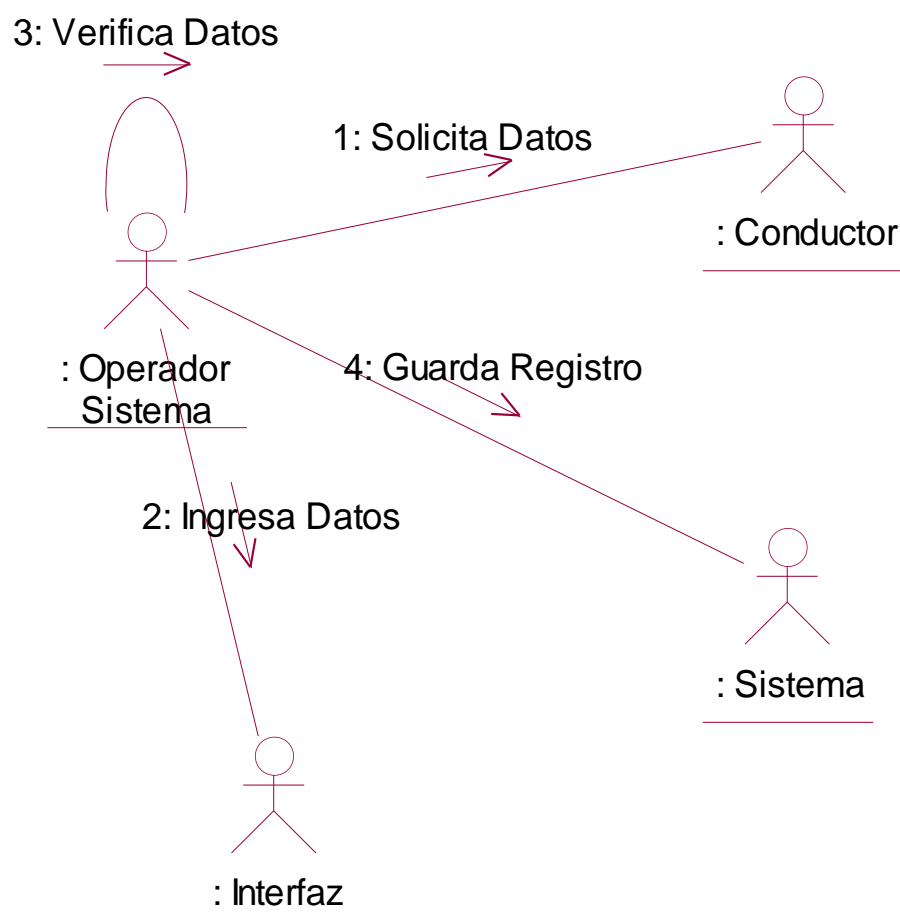 3: Verifica Datos
1: Solicita Datos
: Conductor
: Operador
Sistema
4: Guarda Registro
2: Ingresa Datos
: Sistema
: Interfaz